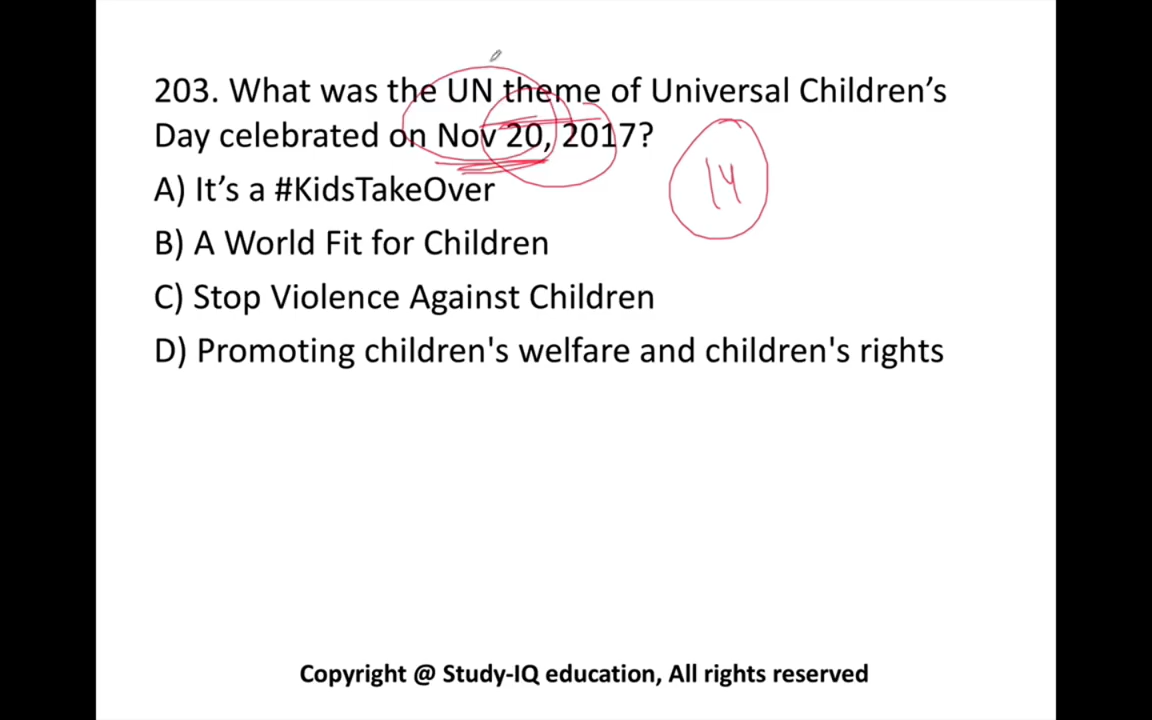 203. What was the UN theme of Universal Children’s
Day celebrated on Nov 20, 2017?
14
A) It’s a #KidsTakeOver
B) A World Fit for Children
C) Stop Violence Against Children
D) Promoting children's welfare and children's rights
Copyright @ Study-IQ education, All rights reserved